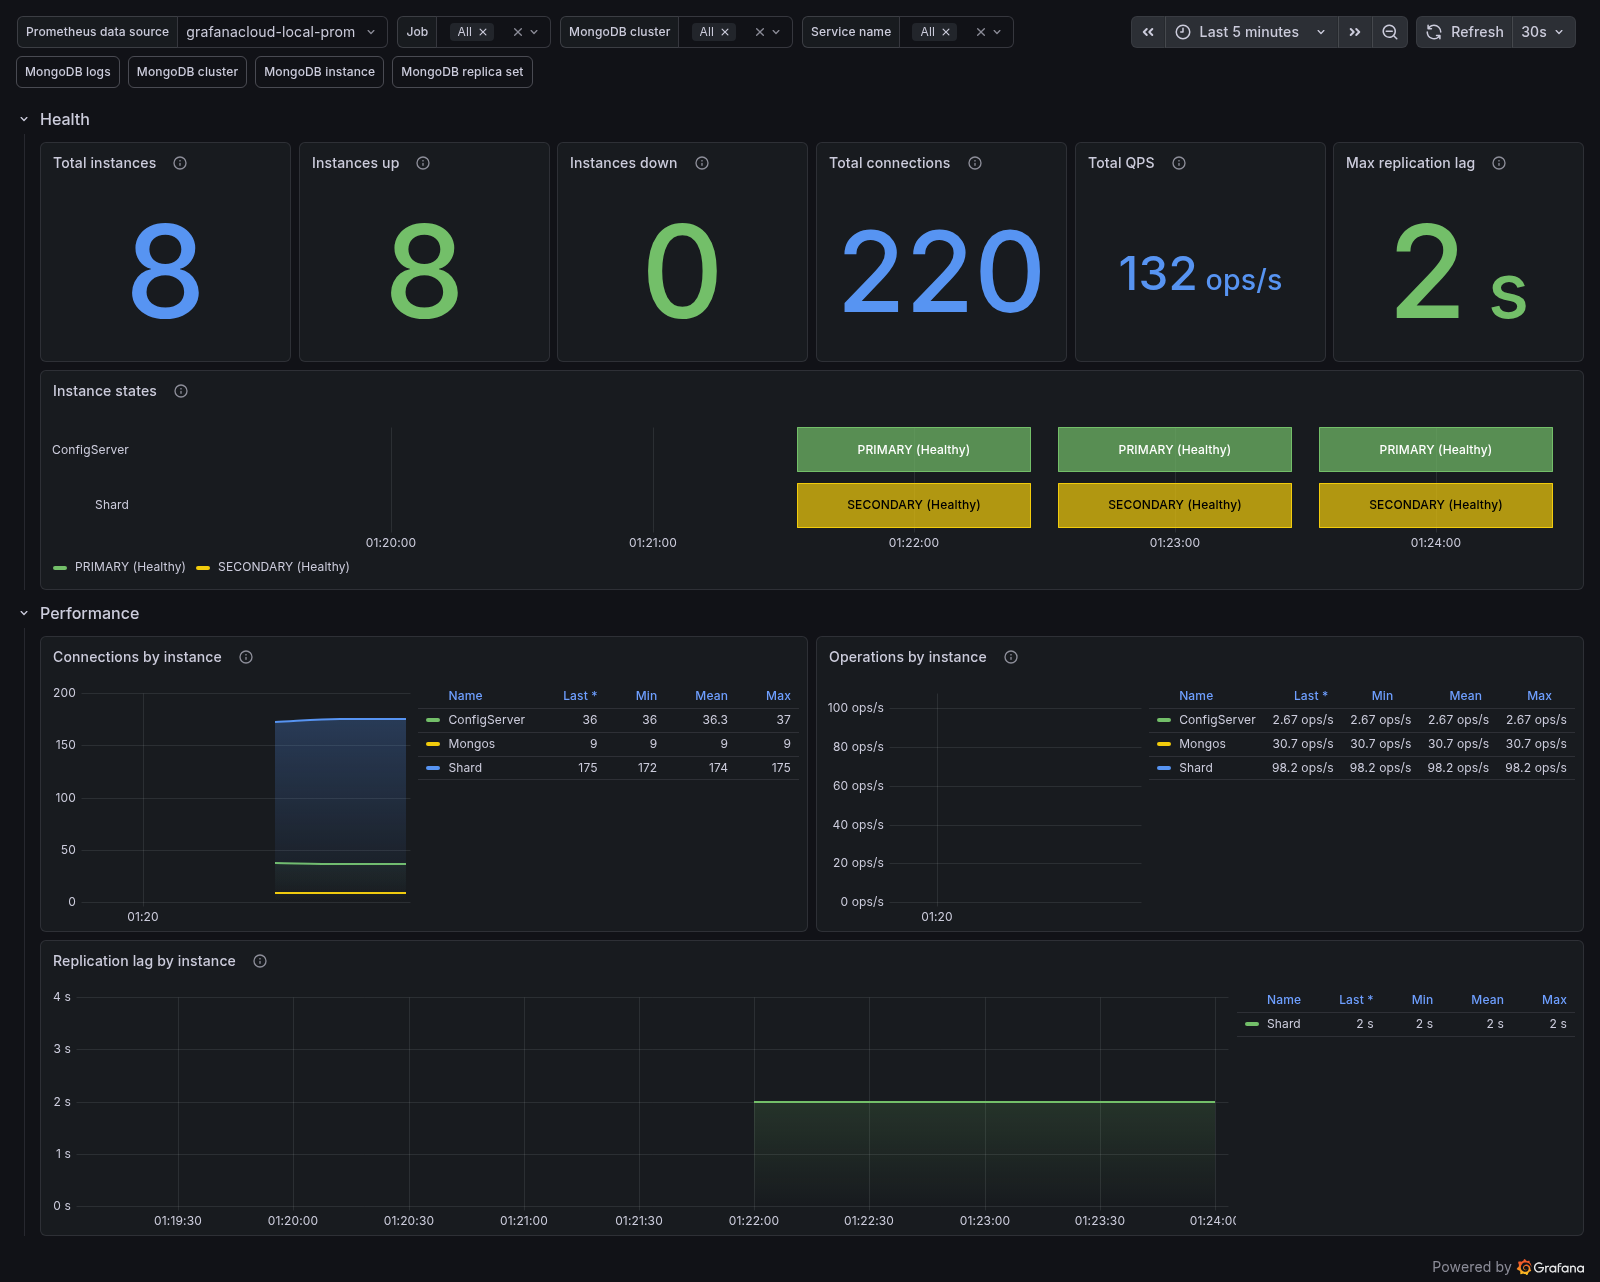 Prometheus data source grafanacloud-local-prom Job All MongoDB cluster All Service name All Last 5 minutes Refresh 30s
MongoDB logs MongoDB cluster MongoDB instance MongoDB replica set
Health
Total instances
8
Instances up
8
Instances down
0
Total connections
220
Total QPS
132 ops/s
Max replication lag
2 s
Instance states
ConfigServer PRIMARY (Healthy) PRIMARY (Healthy) PRIMARY (Healthy)
Shard SECONDARY (Healthy) SECONDARY (Healthy) SECONDARY (Healthy)
01:20:00 01:21:00 01:22:00 01:23:00 01:24:00
PRIMARY (Healthy) SECONDARY (Healthy)
Performance
Connections by instance
200
150
100
50
0
01:20
Name Last * Min Mean Max
ConfigServer 36 36 36.3 37
Mongos 9 9 9 9
Shard 175 172 174 175
Operations by instance
100 ops/s
80 ops/s
60 ops/s
40 ops/s
20 ops/s
0 ops/s
01:20
Name Last * Min Mean Max
ConfigServer 2.67 ops/s 2.67 ops/s 2.67 ops/s 2.67 ops/s
Mongos 30.7 ops/s 30.7 ops/s 30.7 ops/s 30.7 ops/s
Shard 98.2 ops/s 98.2 ops/s 98.2 ops/s 98.2 ops/s
Replication lag by instance
4 s
3 s
2 s
1 s
0 s
01:19:30 01:20:00 01:20:30 01:21:00 01:21:30 01:22:00 01:22:30 01:23:00 01:23:30 01:24:00
Name Last * Min Mean Max
Shard 2 s 2 s 2 s 2 s
Powered by Grafana